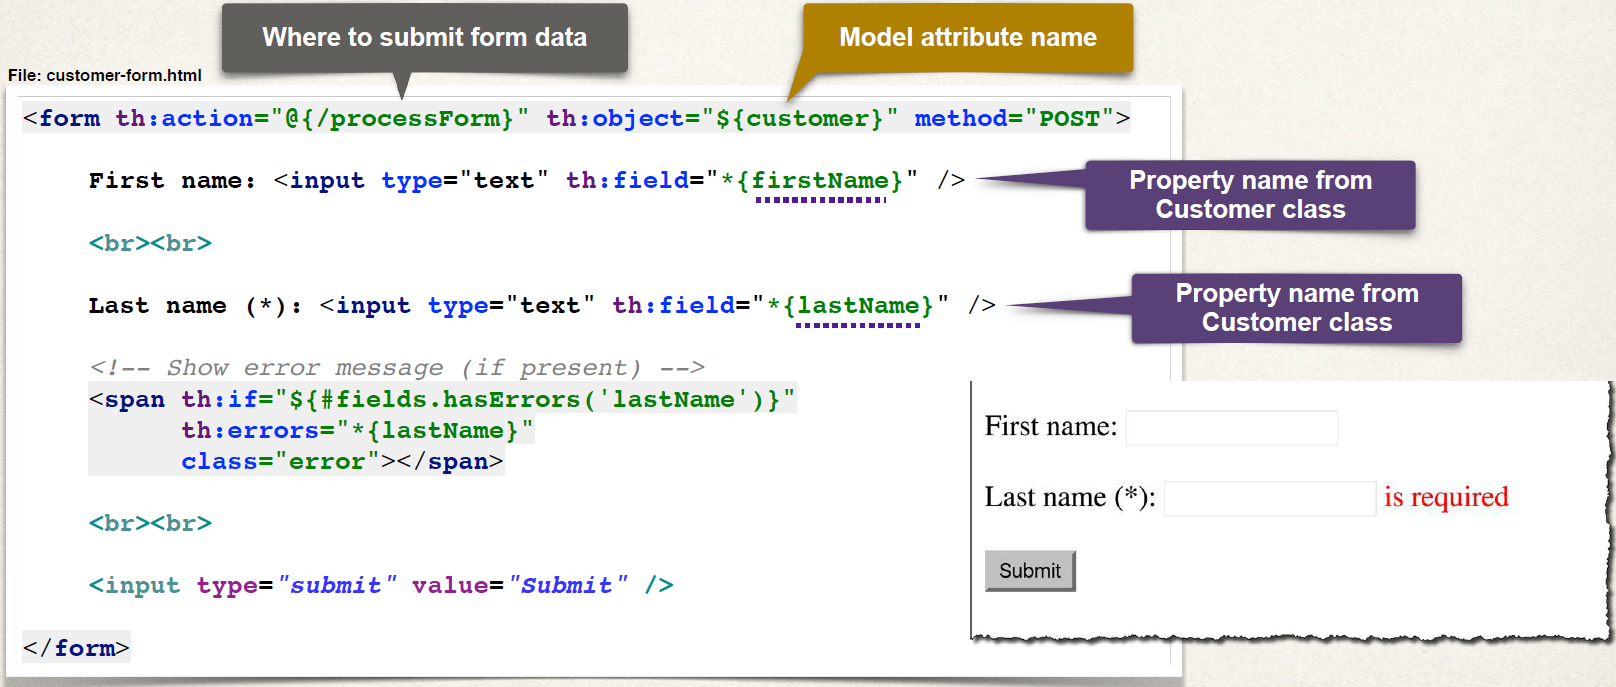 Where to submit form data
Model attribute name
File: customer-form.html
<form th:action="@{/processForm}" th:object="${customer}" method="POST">
First name: <input type="text" th:field="*{firstName}" />
Property name from
Customer class
<br><br>
Last name (*): <input type="text" th:field="*{lastName}" />
Property name from
Customer class
<!-- Show error message (if present) -->
<span th:if="${#fields.hasErrors('lastName')}"
th:errors="*{lastName}"
class="error"></span>
<br><br>
<input type="submit" value="Submit" />
</form>
First name:
Last name (*): is required
Submit